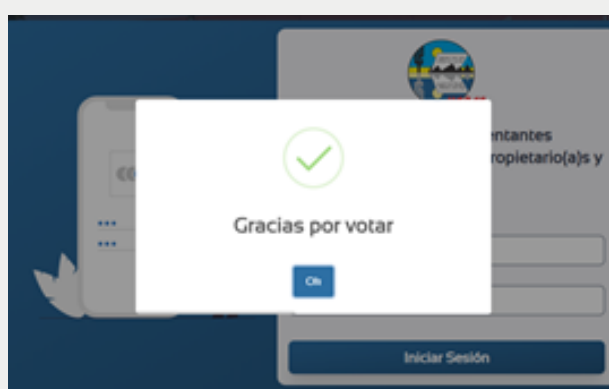 entantes
ropietario(a)s y
Gracias por votar
Ok
Iniciar Sesión